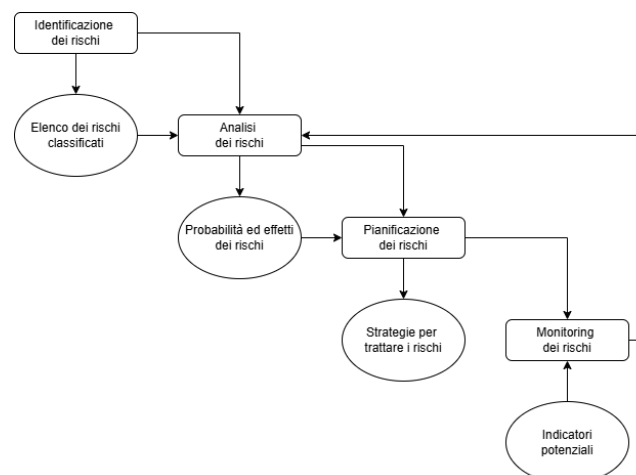 Identificazione
dei rischi
Elenco dei rischi
classificati
Analisi
dei rischi
Probabilità ed effetti
dei rischi
Pianificazione
dei rischi
Strategie per
trattare i rischi
Monitoring
dei rischi
Indicatori
potenziali